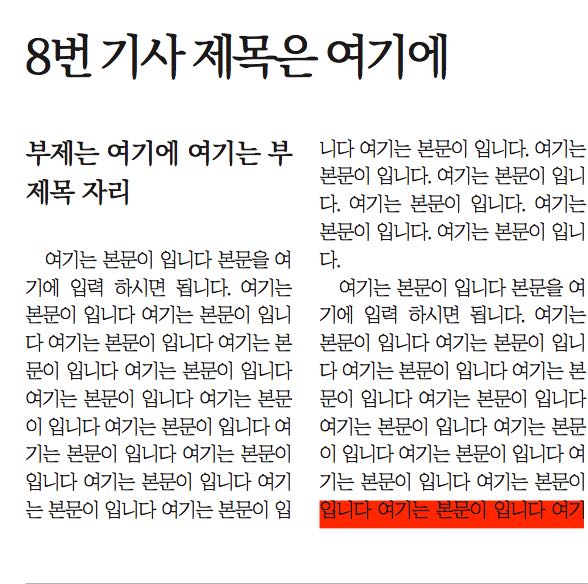 8번 기사 제목은 여기에
부제는 여기에 여기는 부
제목 자리
여기는 본문이 입니다 본문을 여
기에 입력 하시면 됩니다. 여기는
본문이 입니다 여기는 본문이 입니
다 여기는 본문이 입니다 여기는 본
문이 입니다 여기는 본문이 입니다
여기는 본문이 입니다 여기는 본문
이 입니다 여기는 본문이 입니다 여
기는 본문이 입니다 여기는 본문이
입니다 여기는 본문이 입니다 여기
는 본문이 입니다 여기는 본문이 입
니다 여기는 본문이 입니다. 여기는
본문이 입니다. 여기는 본문이 입니
다. 여기는 본문이 입니다. 여기는
본문이 입니다. 여기는 본문이 입니
다.
여기는 본문이 입니다 본문을 여
기에 입력 하시면 됩니다. 여기는
본문이 입니다 여기는 본문이 입니
다 여기는 본문이 입니다 여기는 본
문이 입니다 여기는 본문이 입니다
여기는 본문이 입니다 여기는 본문
이 입니다 여기는 본문이 입니다 여
기는 본문이 입니다 여기는 본문이
입니다 여기는 본문이 입니다 여기